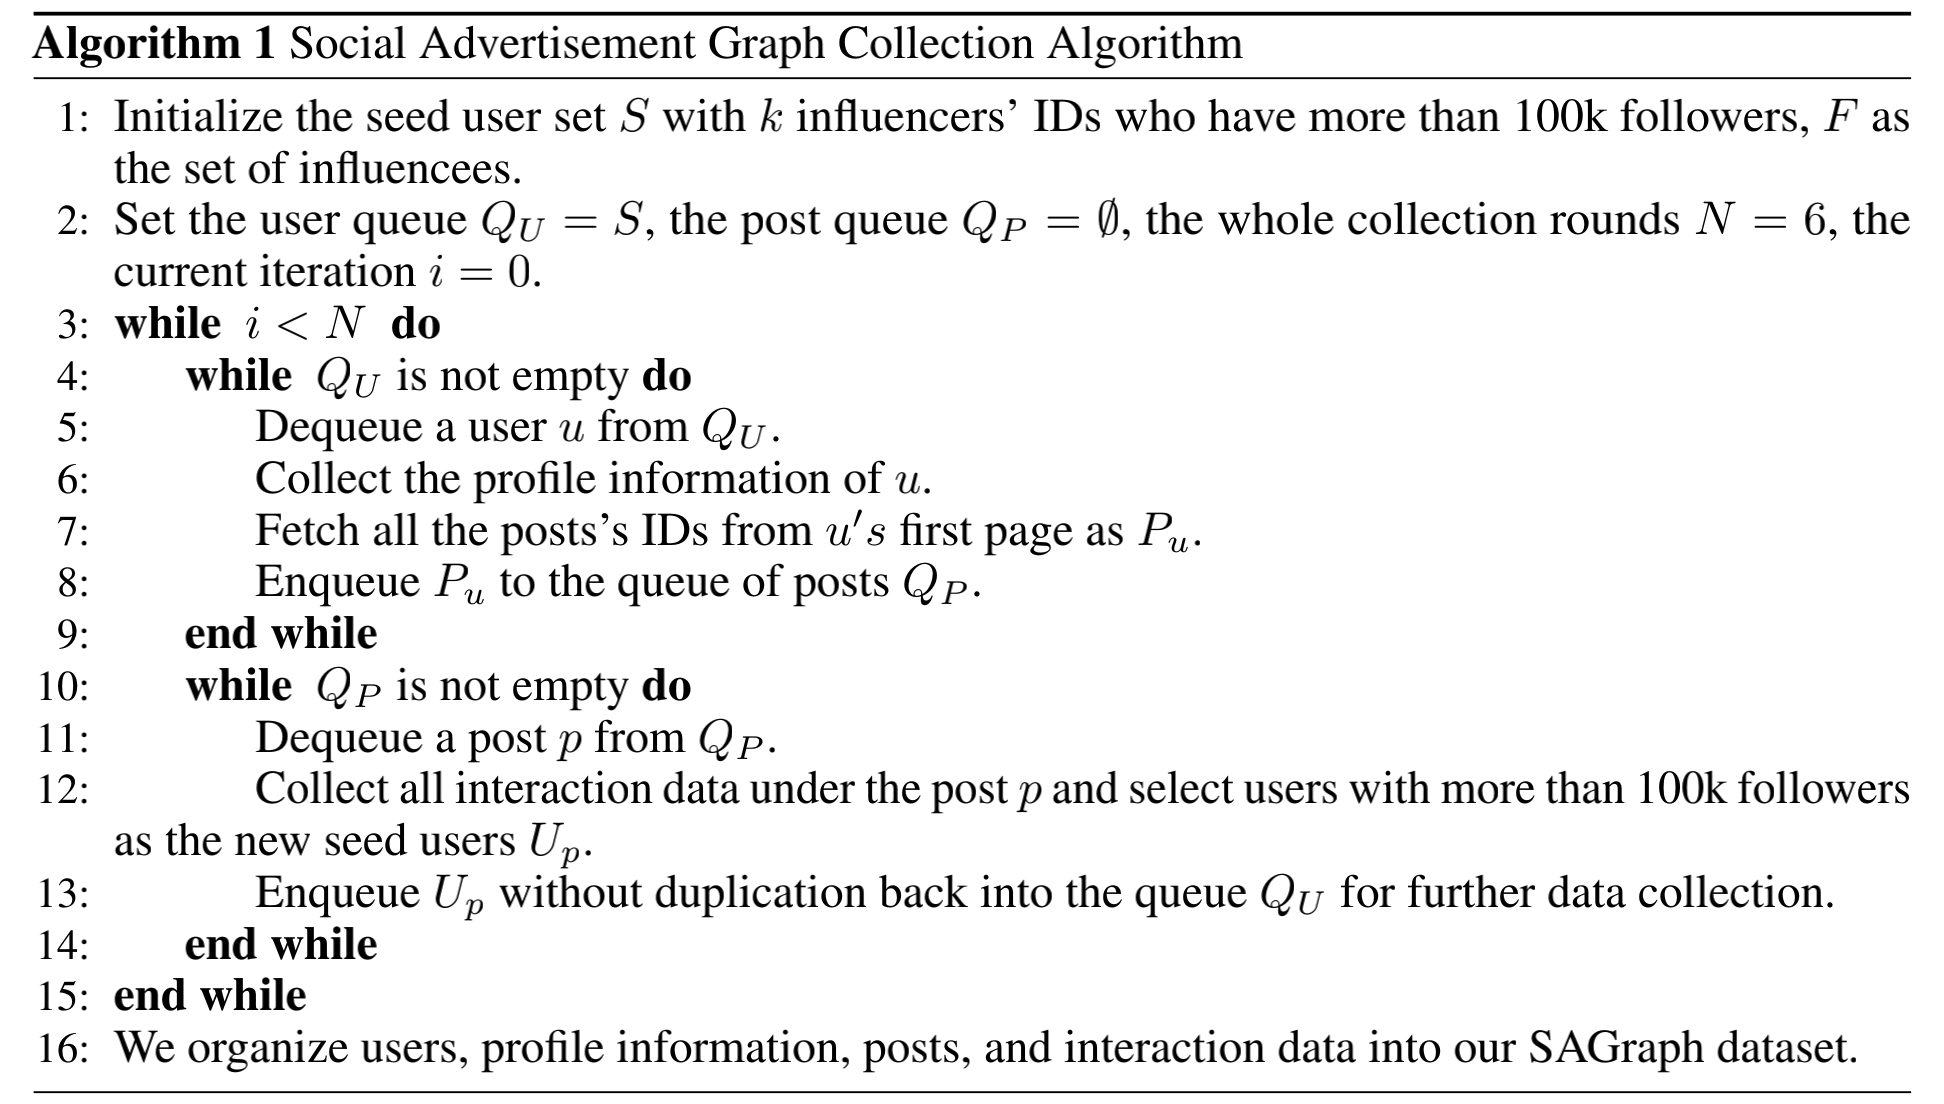 Algorithm 1 Social Advertisement Graph Collection Algorithm
1: Initialize the seed user set S with k influencers' IDs who have more than 100k followers, F as
the set of influencees.
2: Set the user queue Q_U = S, the post queue Q_P = ∅, the whole collection rounds N = 6, the
current iteration i = 0.
3: while i < N do
4: while Q_U is not empty do
5: Dequeue a user u from Q_U.
6: Collect the profile information of u.
7: Fetch all the posts's IDs from u's first page as P_u.
8: Enqueue P_u to the queue of posts Q_P.
9: end while
10: while Q_P is not empty do
11: Dequeue a post p from Q_P.
12: Collect all interaction data under the post p and select users with more than 100k followers
as the new seed users U_p.
13: Enqueue U_p without duplication back into the queue Q_U for further data collection.
14: end while
15: end while
16: We organize users, profile information, posts, and interaction data into our SAGraph dataset.